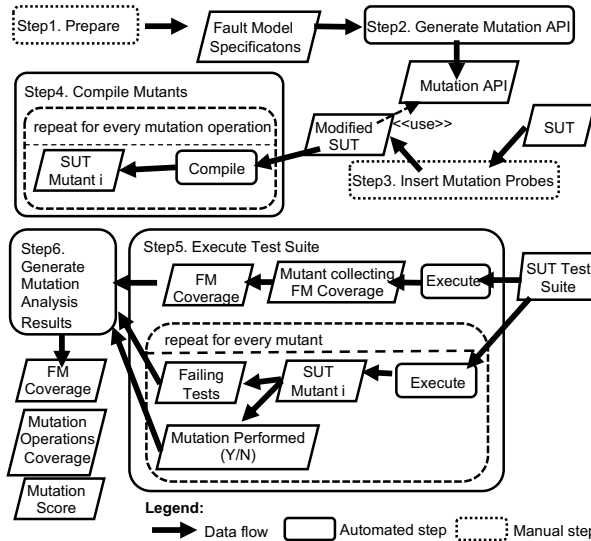 Step1. Prepare
Fault Model
Specificatons
Step2. Generate Mutation API
Mutation API
<<use>>
Step4. Compile Mutants
repeat for every mutation operation
SUT
Mutant i
Compile
Modified
SUT
SUT
Step3. Insert Mutation Probes
Step6.
Generate
Mutation
Analysis
Results
Step5. Execute Test Suite
FM
Coverage
Mutant collecting
FM Coverage
Execute
SUT Test
Suite
repeat for every mutant
Failing
Tests
SUT
Mutant i
Execute
Mutation Performed
(Y/N)
FM
Coverage
Mutation
Operations
Coverage
Mutation
Score
Legend:
Data flow
Automated step
Manual step